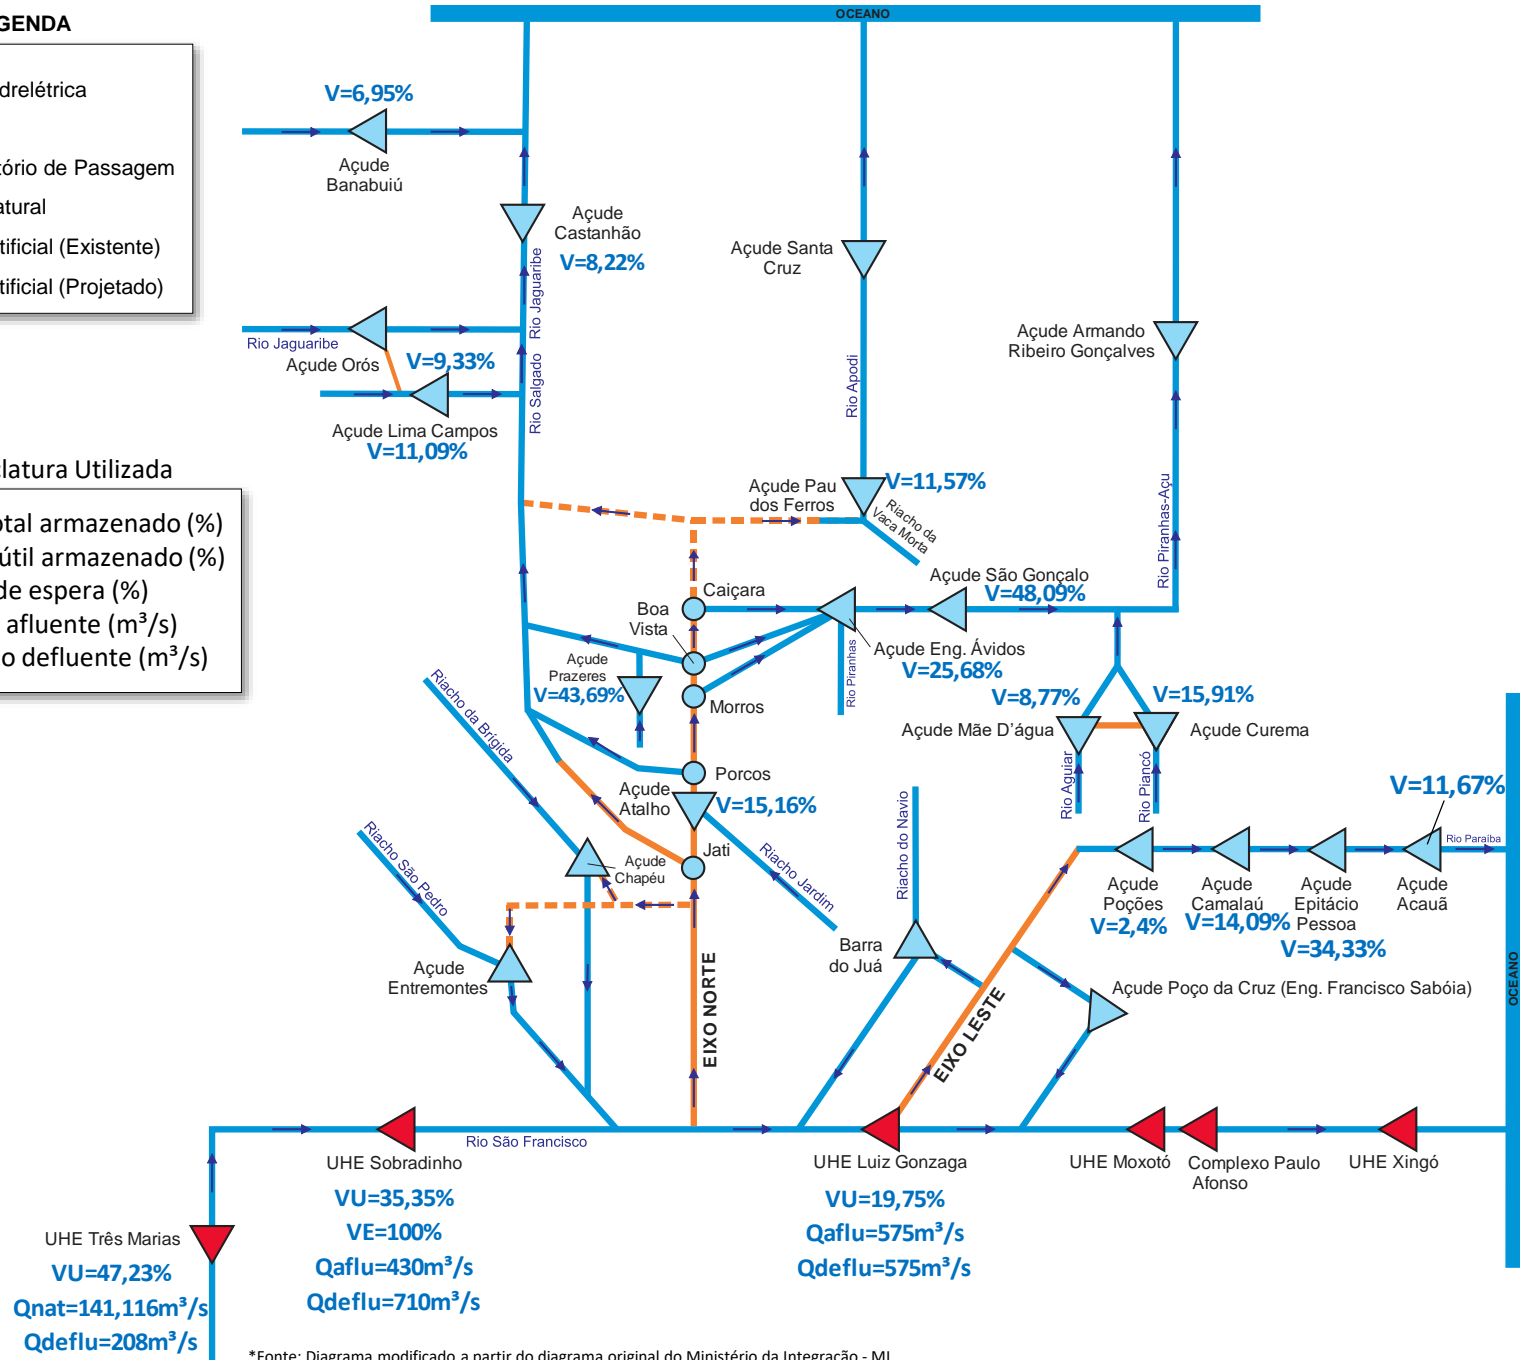 OCEANO
GENDA
drelétrica
tório de Passagem
atural
tificial (Existente)
tificial (Projetado)
V=6,95%
Açude
Banabuiú
Açude
Castanhão
V=8,22%
Rio Jaguaribe
Açude Santa
Cruz
Rio Jaguaribe
Açude Orós
V=9,33%
Rio Salgado
Açude Lima Campos
V=11,09%
Rio Apodi
Açude Armando
Ribeiro Gonçalves
clatura Utilizada
otal armazenado (%)
útil armazenado (%)
de espera (%)
afluente (m³/s)
o defluente (m³/s)
Açude Pau
dos Ferros
V=11,57%
Riacho da
Vaca Morta
Rio Piranhas-Açu
Caiçara
Boa
Vista
Açude São Gonçalo
V=48,09%
Açude Eng. Ávidos
V=25,68%
Rio Piranhas
Açude
Prazeres
V=43,69%
Morros
Riacho da Brígida
V=8,77%
V=15,91%
Açude Mãe D'água
Açude Curema
Rio Aguiar
Rio Piancó
Porcos
Açude
Atalho
V=15,16%
Jati
Riacho Jardim
Riacho São Pedro
Açude
Chapéu
Riacho do Navio
V=11,67%
Rio Paraíba
Açude
Poções
V=2,4%
Açude
Camalaú
V=14,09%
Açude
Epitácio
Pessoa
V=34,33%
Açude
Acauã
Barra
do Juá
Açude
Entremontes
Açude Poço da Cruz (Eng. Francisco Sabóia)
OCEANO
EIXO NORTE
EIXO LESTE
Rio São Francisco
UHE Sobradinho
VU=35,35%
VE=100%
Qaflu=430m³/s
Qdeflu=710m³/s
UHE Luiz Gonzaga
VU=19,75%
Qaflu=575m³/s
Qdeflu=575m³/s
UHE Moxotó
Complexo Paulo
Afonso
UHE Xingó
UHE Três Marias
VU=47,23%
Qnat=141,116m³/s
Qdeflu=208m³/s
*Fonte: Diagrama modificado a partir do diagrama original do Ministério da Integração - MI